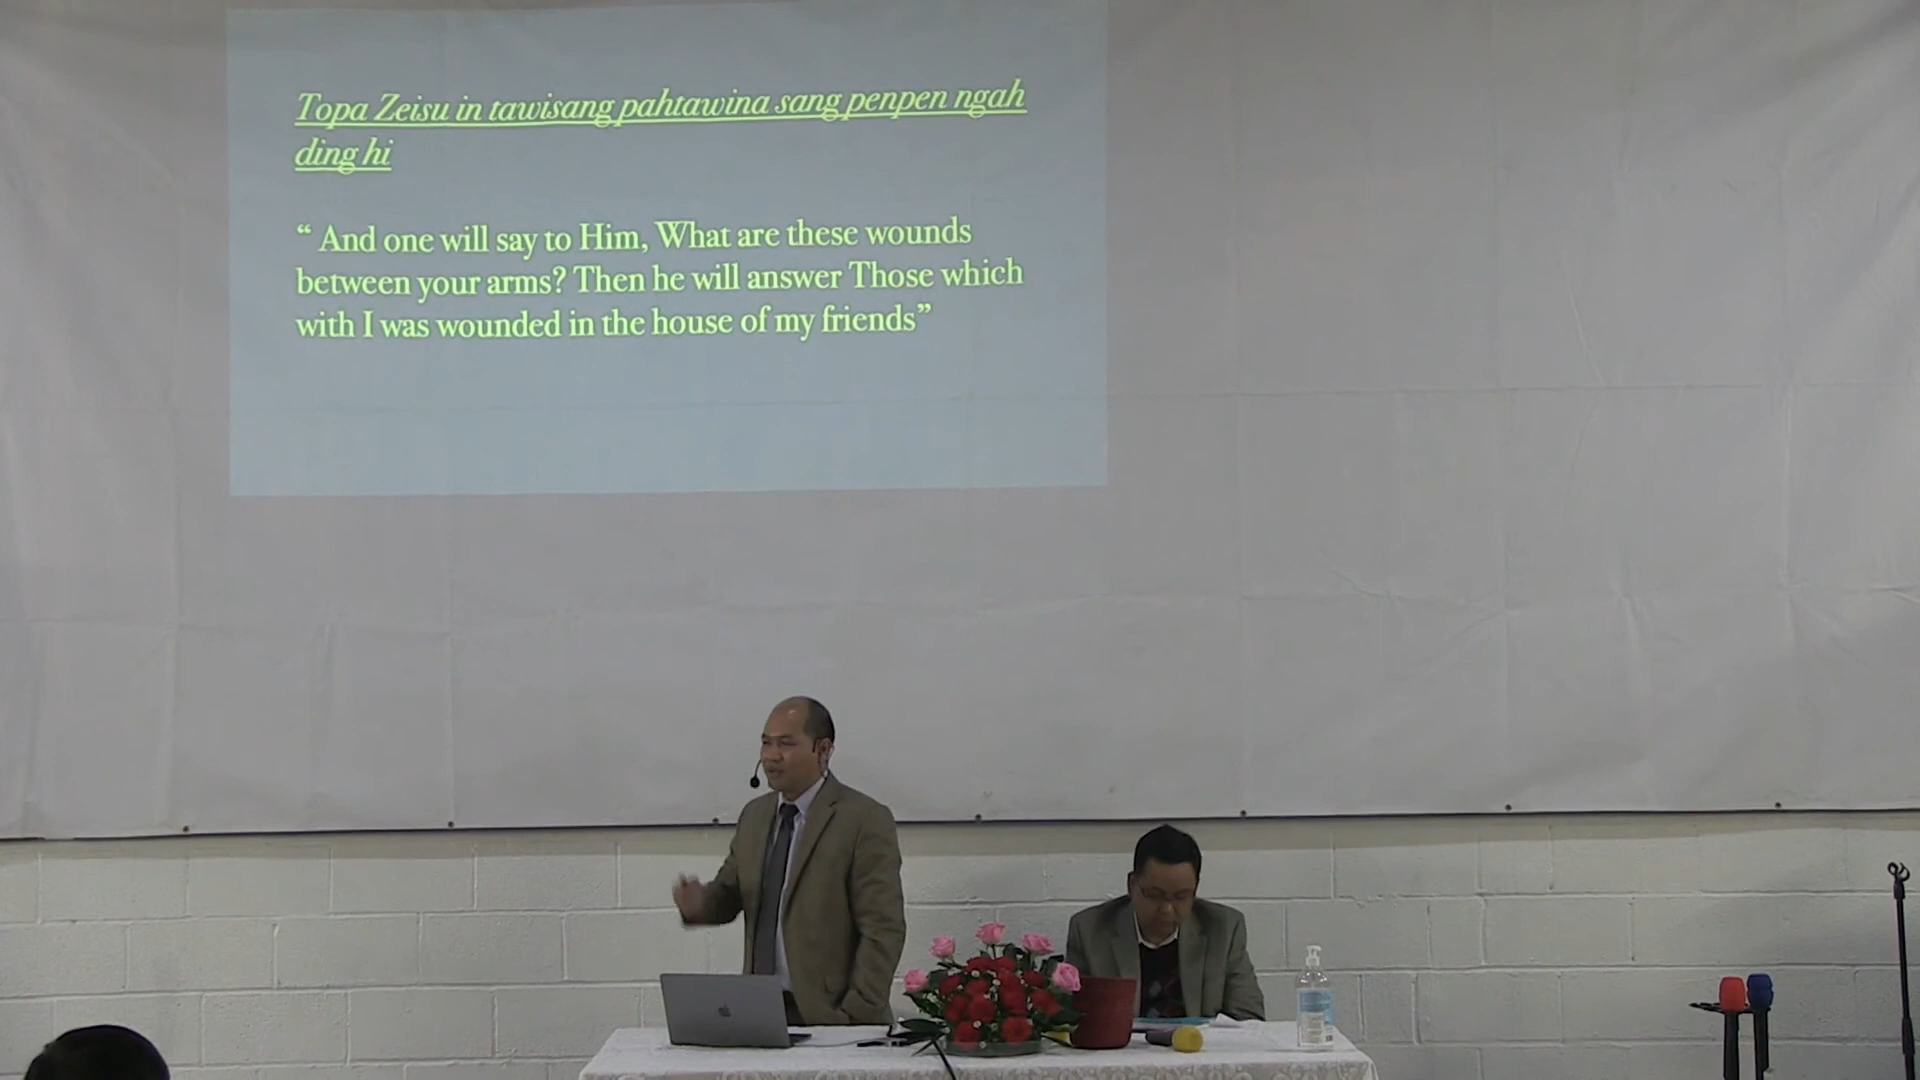 Topa Zeisu in tawisang pahtawina sang penpen ngah
ding hi
“ And one will say to Him, What are these wounds
between your arms? Then he will answer Those which
with I was wounded in the house of my friends”